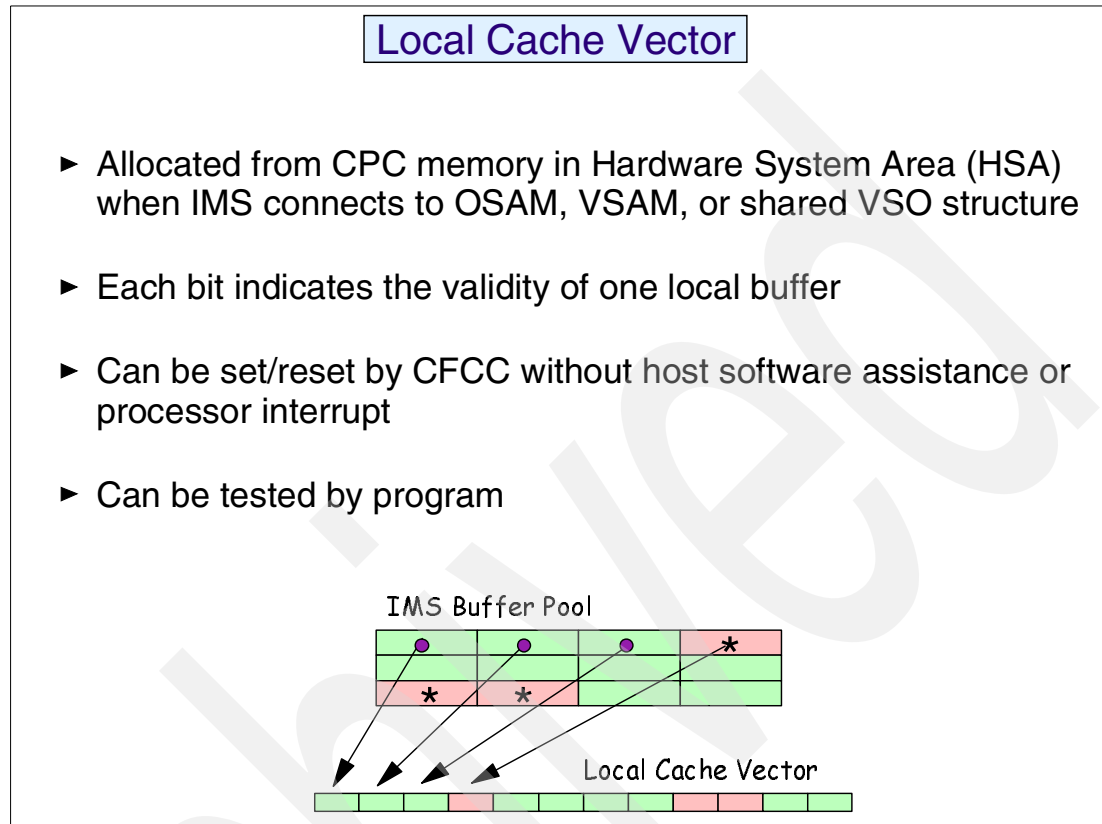 Local Cache Vector
► Allocated from CPC memory in Hardware System Area (HSA)
when IMS connects to OSAM, VSAM, or shared VSO structure
► Each bit indicates the validity of one local buffer
► Can be set/reset by CFCC without host software assistance or
processor interrupt
► Can be tested by program
IMS Buffer Pool
*
* *
Local Cache Vector